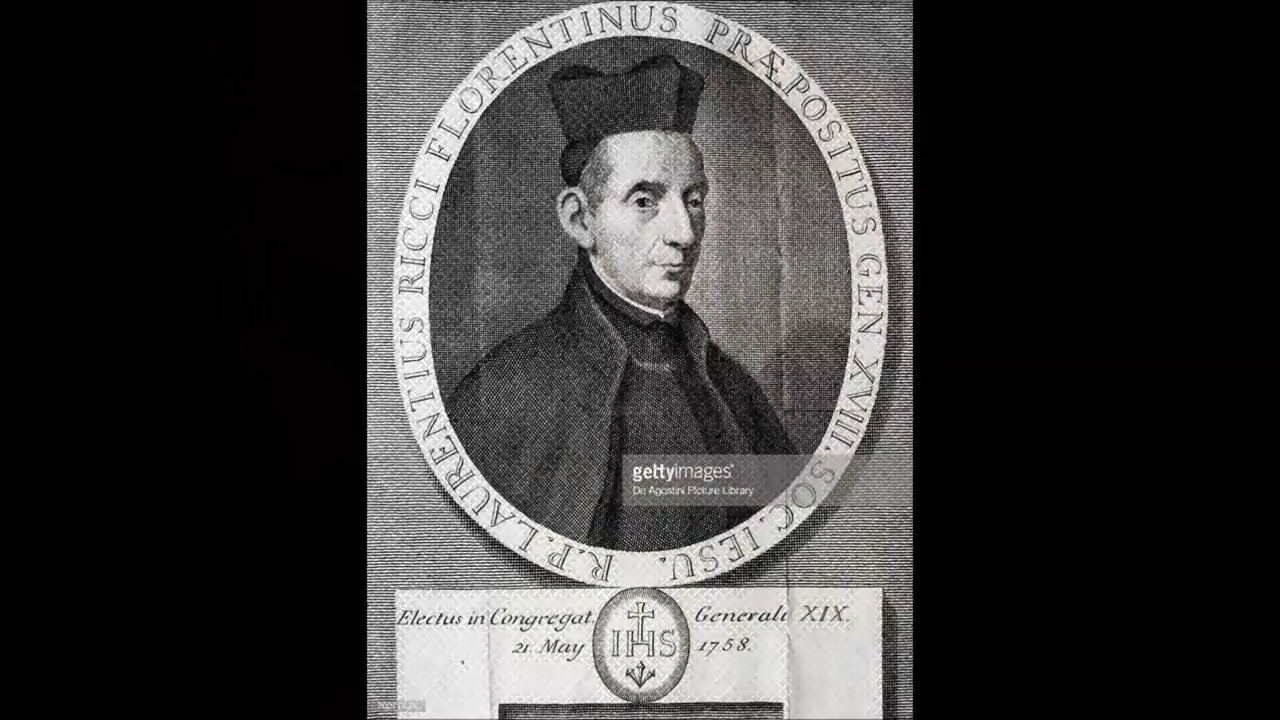 R.P. LAURENTIUS RICCI FLORENTINUS PRÆPOSITUS GEN. XVIII. SOC. IESU.
gettyimages®
De Agostini Picture Library
Electus in Congregat. Generali XIX.
IHS
21. May 1758.